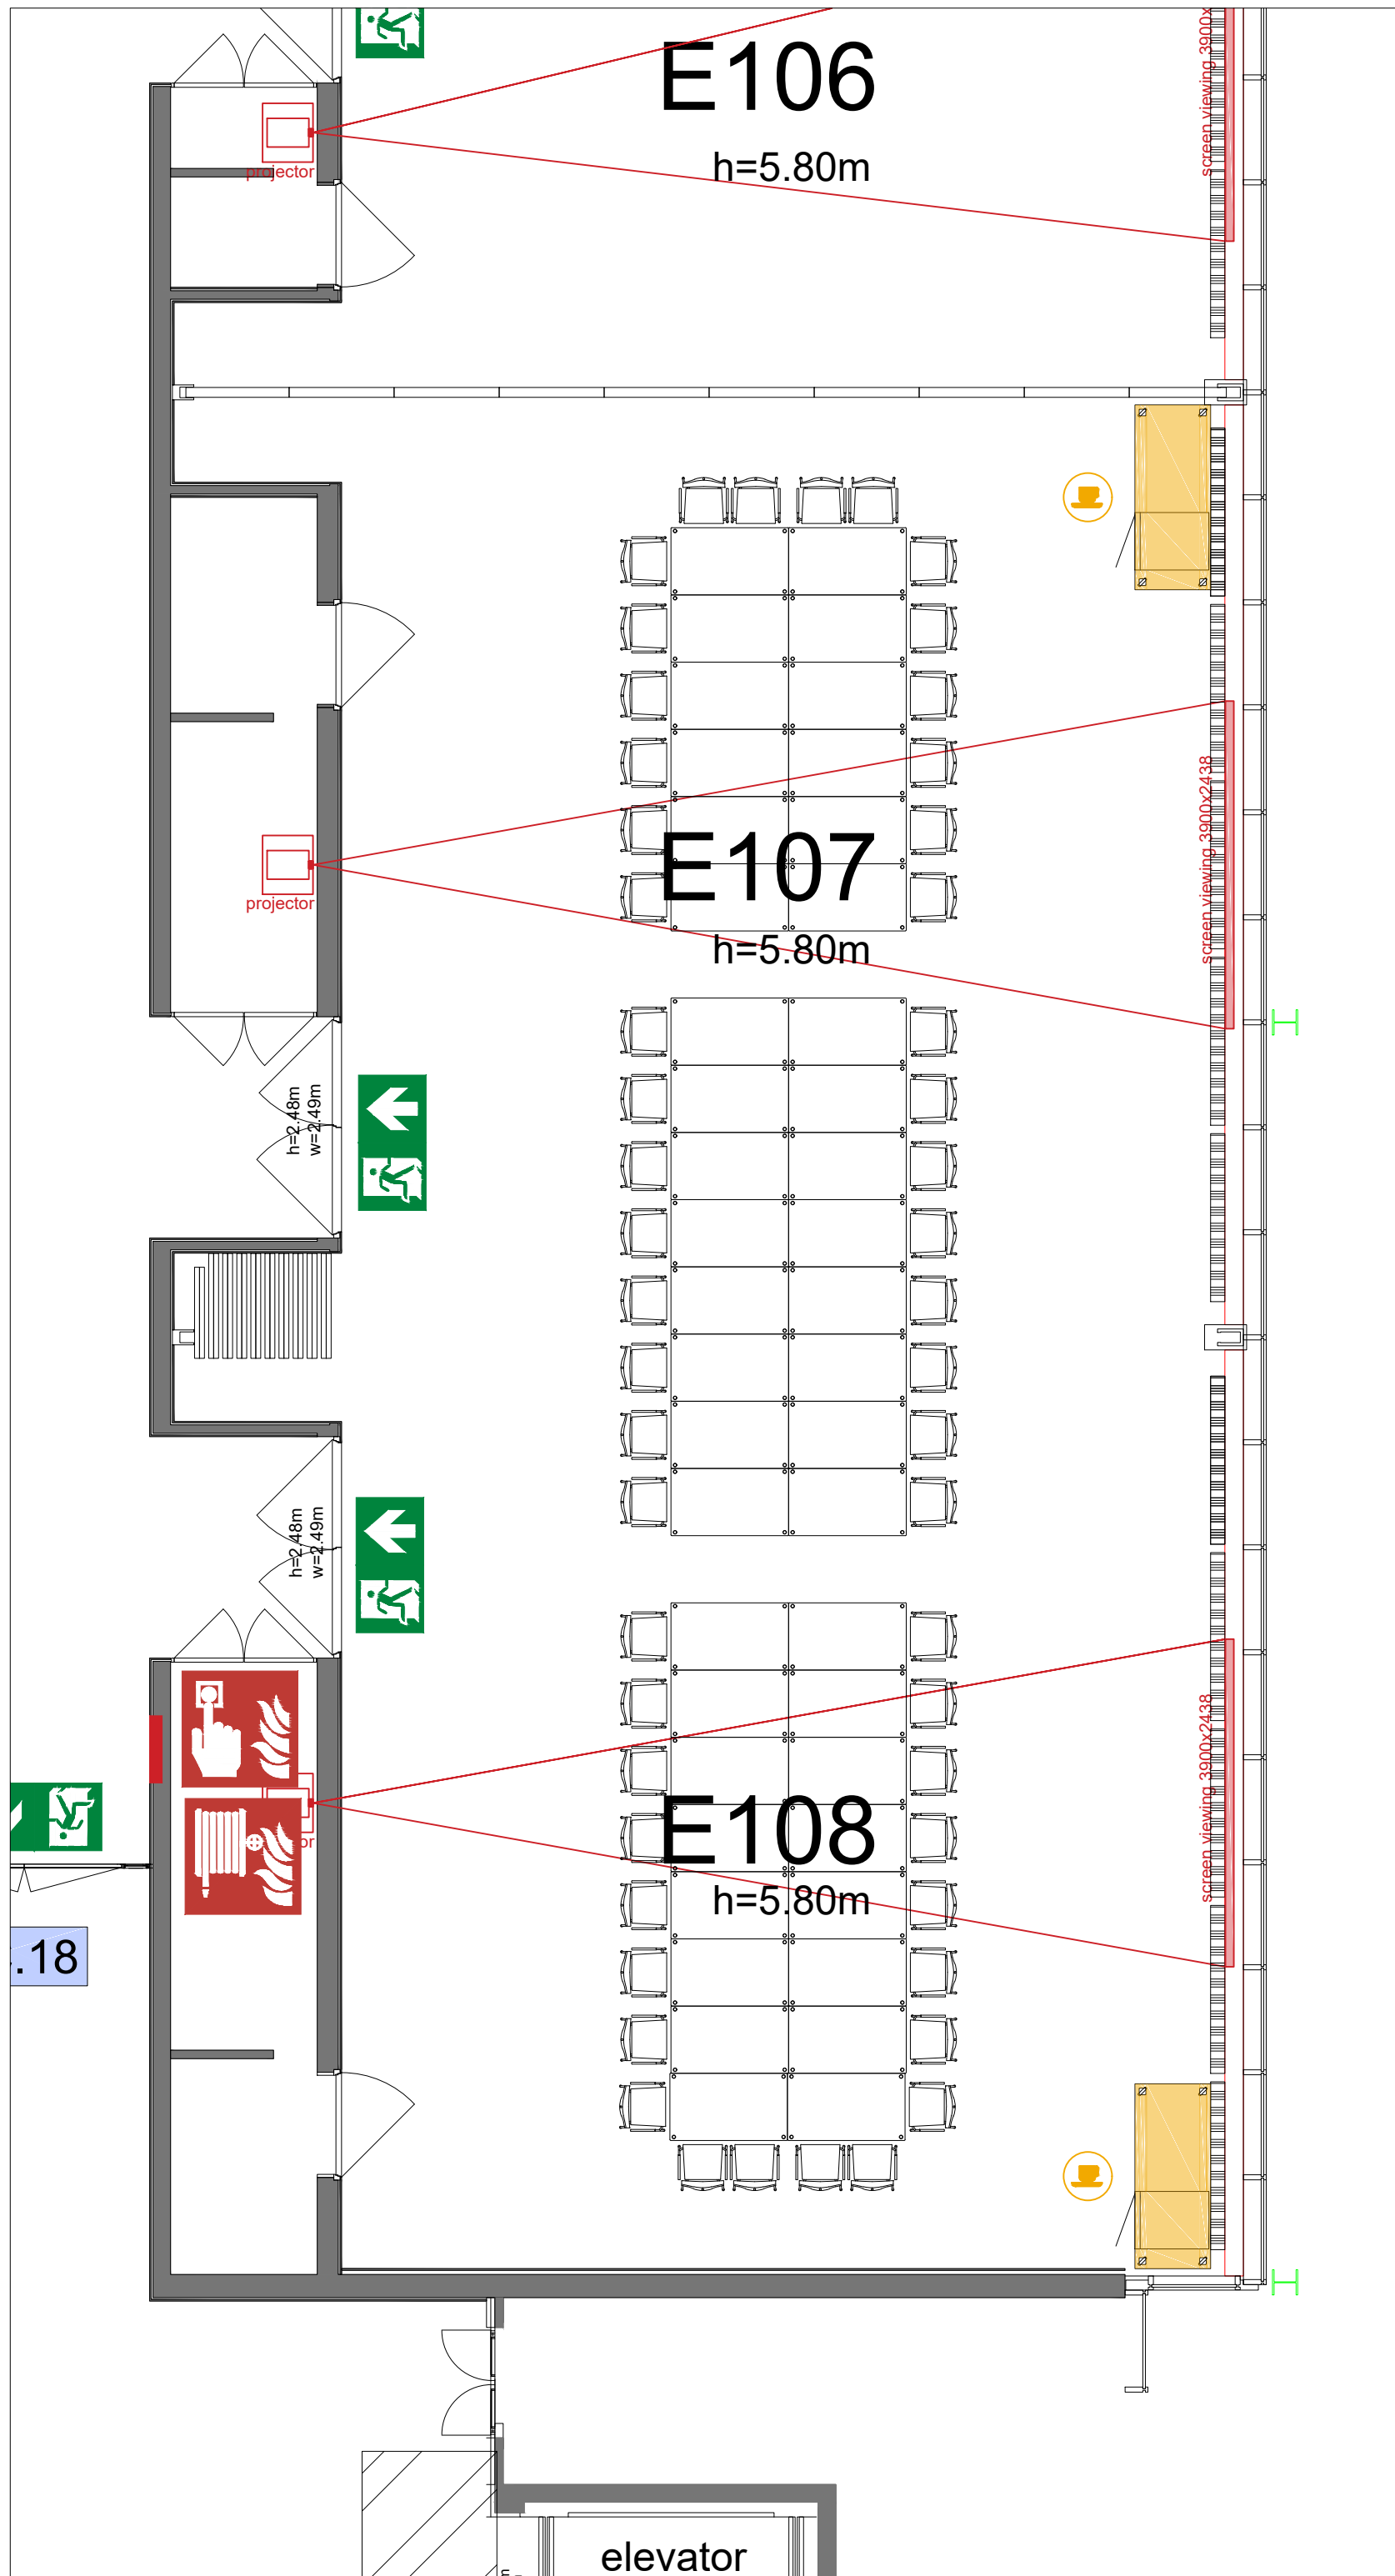 E106
h=5.80m
projector
screen viewing 3900x
E107
h=5.80m
projector
screen viewing 3900x2438
h=2.48m
w=2.49m
h=2.48m
w=2.49m
E108
h=5.80m
screen viewing 3900x2438
.18
elevator